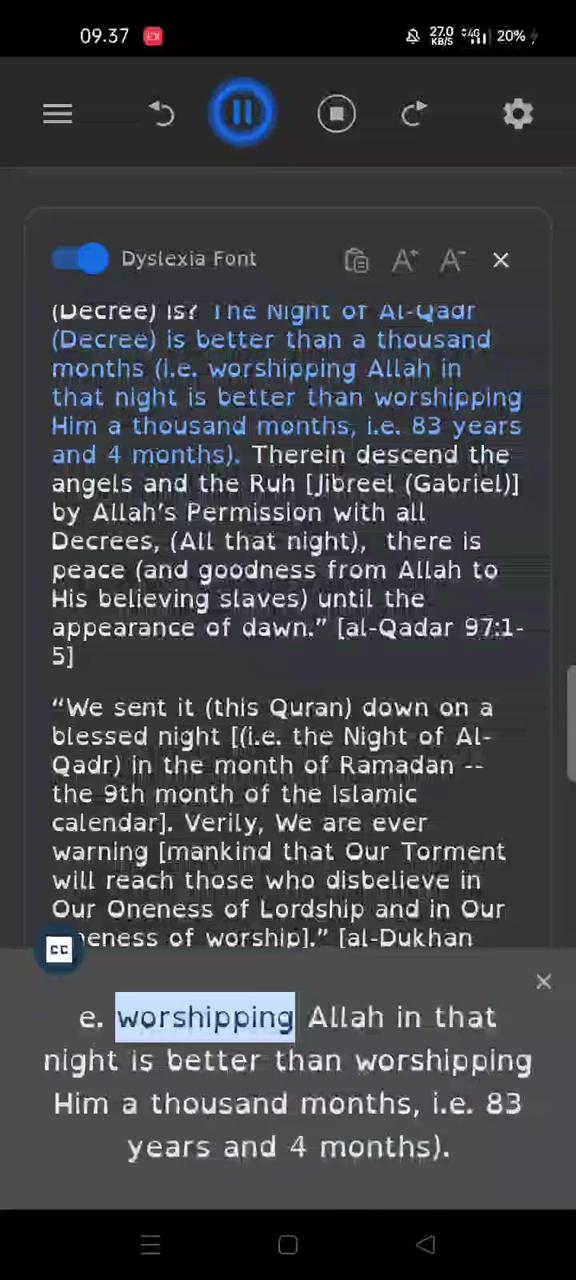 09.37
27.0
KB/S
4G
20%
Dyslexia Font
A+
A-
(Decree) is? The Night of Al-Qadr
(Decree) is better than a thousand
months (i.e. worshipping Allah in
that night is better than worshipping
Him a thousand months, i.e. 83 years
and 4 months). Therein descend the
angels and the Ruh [Jibreel (Gabriel)]
by Allah's Permission with all
Decrees, (All that night),  there is
peace (and goodness from Allah to
His believing slaves) until the
appearance of dawn.” [al-Qadar 97:1-
5]
“We sent it (this Quran) down on a
blessed night [(i.e. the Night of Al-
Qadr) in the month of Ramadan --
the 9th month of the Islamic
calendar]. Verily, We are ever
warning [mankind that Our Torment
will reach those who disbelieve in
Our Oneness of Lordship and in Our
neness of worship].” [al-Dukhan
CC
e. worshipping Allah in that
night is better than worshipping
Him a thousand months, i.e. 83
years and 4 months).